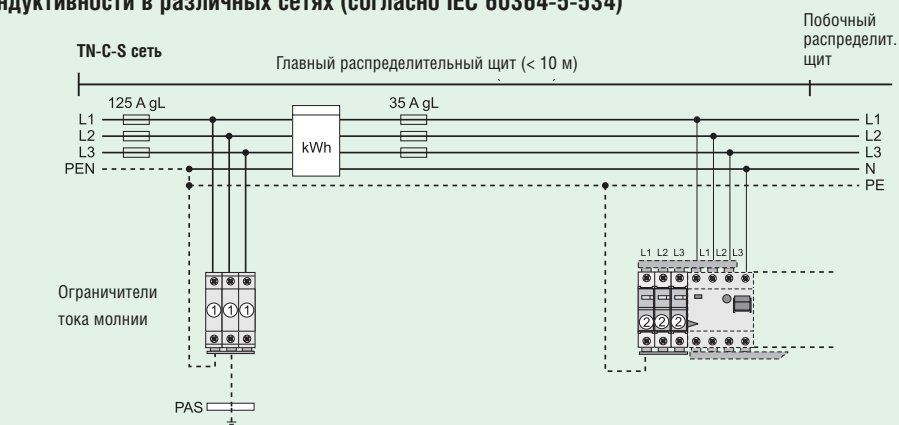 ндуктивности в различных сетях (согласно IEC 60364-5-534)
Побочный
распределит.
щит
TN-C-S сеть
Главный распределительный щит (< 10 м)
125 A gL
35 A gL
L1
L1
L2
L2
L3
kWh
L3
PEN
N
PE
L1 L2 L3 L1 L2 L3
Ограничители
тока молнии
1 1 1
2 2 2
PAS